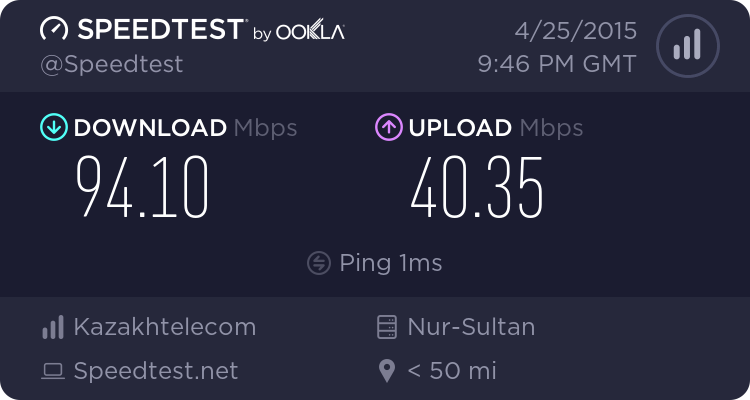 SPEEDTEST by OOKLA
4/25/2015
@Speedtest
9:46 PM GMT
DOWNLOAD Mbps
94.10
UPLOAD Mbps
40.35
Ping 1ms
Kazakhtelecom
Nur-Sultan
Speedtest.net
< 50 mi